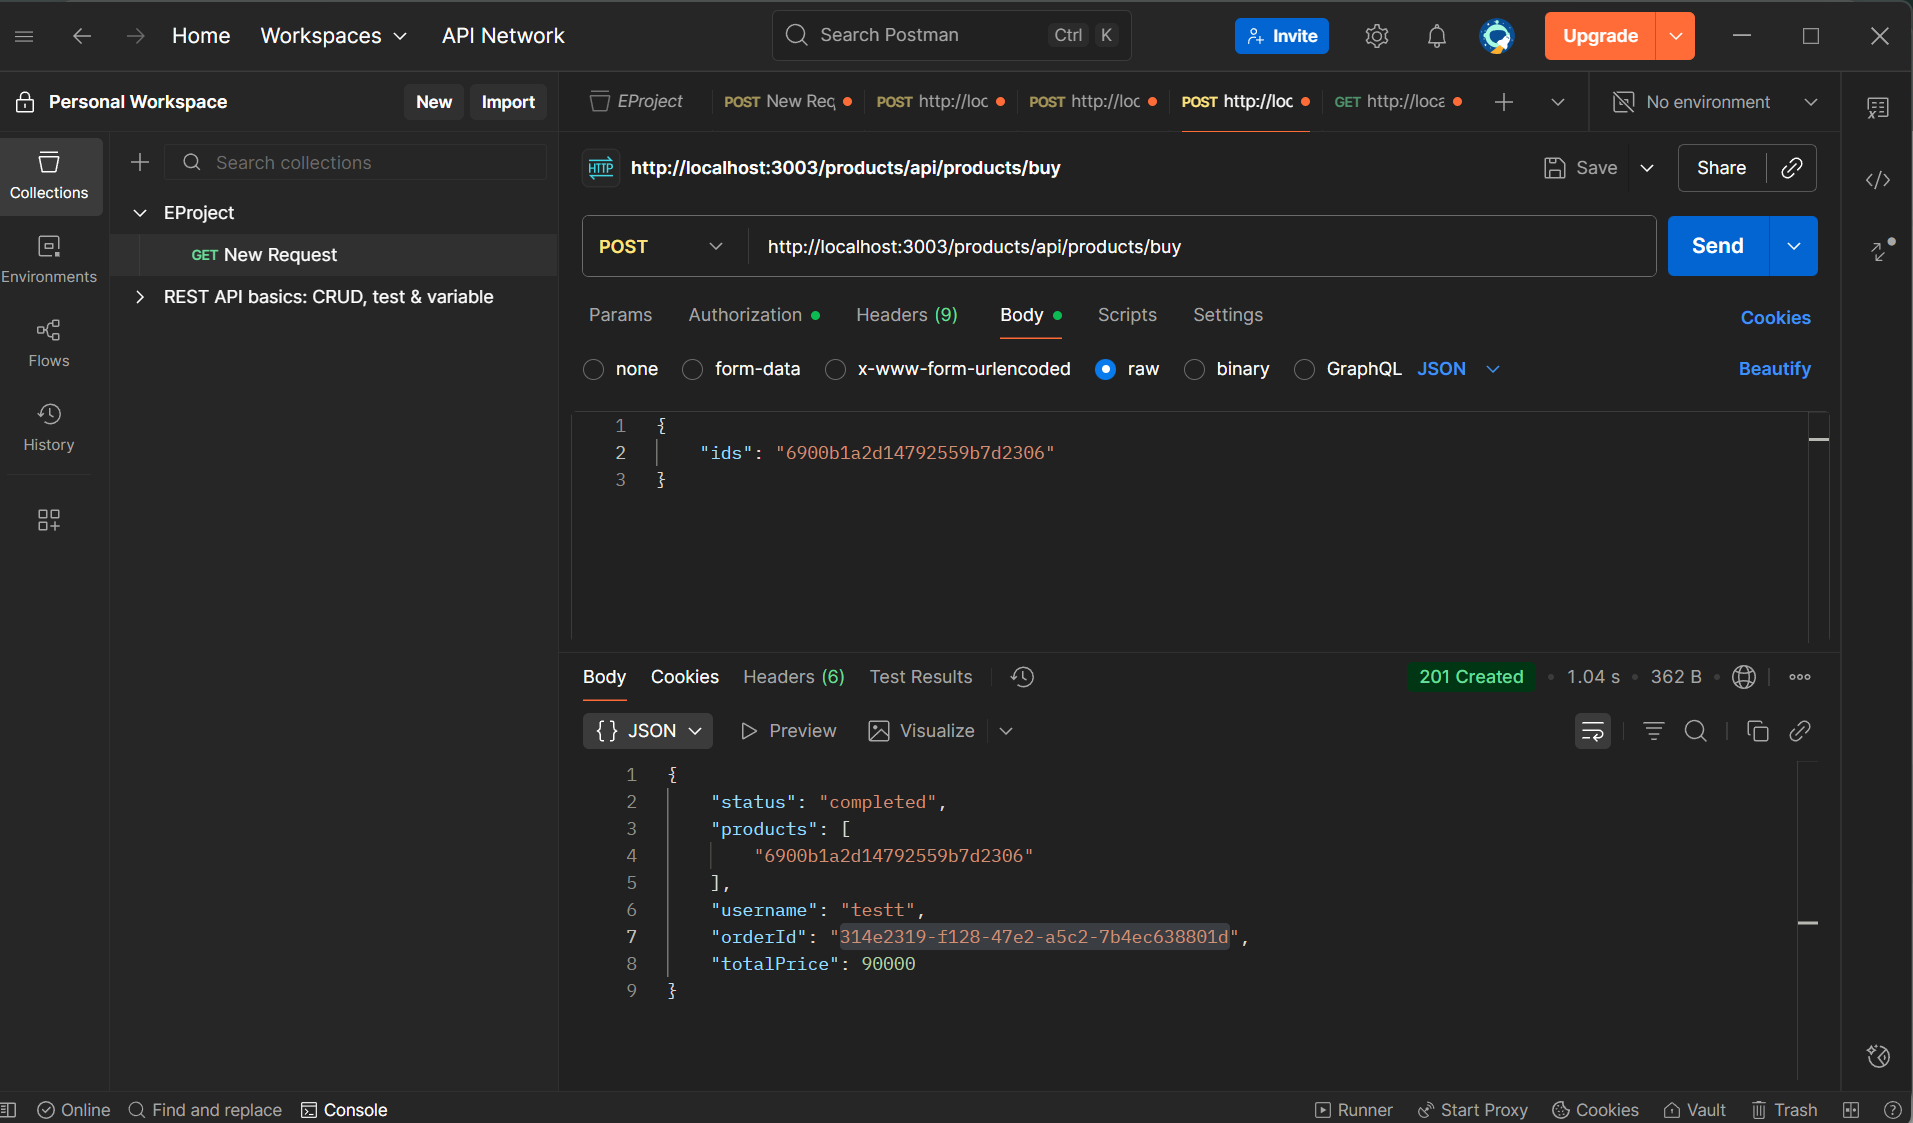 Home Workspaces API Network Search Postman Ctrl K Invite Upgrade
Personal Workspace New Import EProject POST New Req POST http://loc POST http://loc POST http://loc GET http://loca No environment
Search collections
http://localhost:3003/products/api/products/buy Save Share
Collections
EProject
GET New Request
REST API basics: CRUD, test & variable
Environments
Flows
History
POST http://localhost:3003/products/api/products/buy Send
Params Authorization Headers (9) Body Scripts Settings Cookies
none form-data x-www-form-urlencoded raw binary GraphQL JSON Beautify
1 {
2 "ids": "6900b1a2d14792559b7d2306"
3 }
Body Cookies Headers (6) Test Results 201 Created 1.04 s 362 B
{} JSON Preview Visualize
1 {
2 "status": "completed",
3 "products": [
4 "6900b1a2d14792559b7d2306"
5 ],
6 "username": "testt",
7 "orderId": "314e2319-f128-47e2-a5c2-7b4ec638801d",
8 "totalPrice": 90000
9 }
Online Find and replace Console Runner Start Proxy Cookies Vault Trash